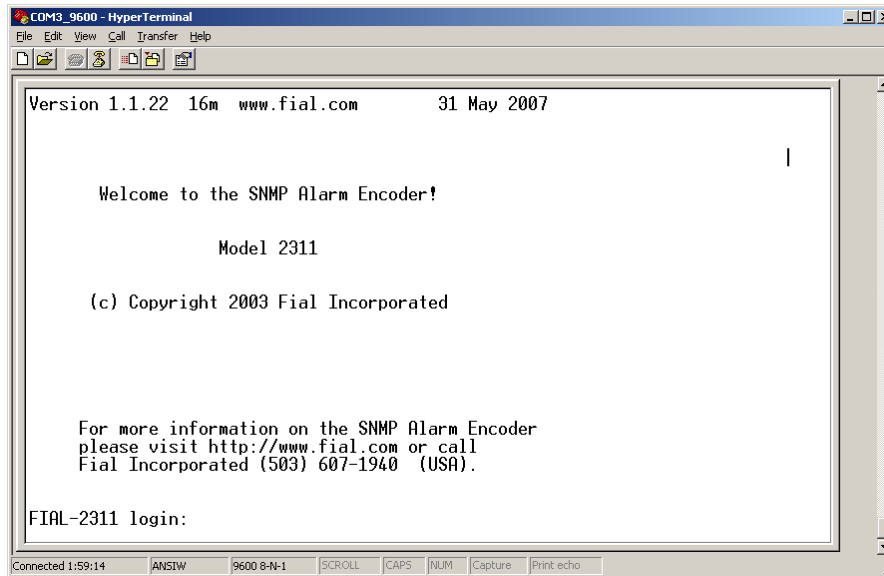 COM3_9600 - HyperTerminal
File Edit View Call Transfer Help
Version 1.1.22 16m www.fial.com 31 May 2007
Welcome to the SNMP Alarm Encoder!
Model 2311
(c) Copyright 2003 Fial Incorporated
For more information on the SNMP Alarm Encoder
please visit http://www.fial.com or call
Fial Incorporated (503) 607-1940 (USA).
FIAL-2311 login:
Connected 1:59:14 ANSIW 9600 8-N-1 SCROLL CAPS NUM Capture Print echo